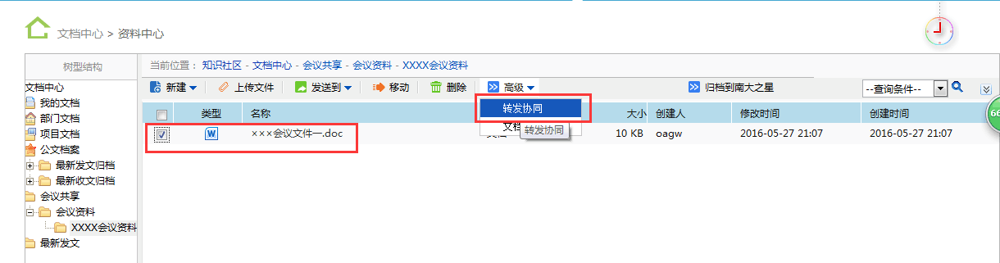 文档中心 > 资料中心
树型结构
当前位置： 知识社区 - 文档中心 - 会议共享 - 会议资料 - XXXX会议资料
文档中心
我的文档
部门文档
项目文档
公文档案
最新发文归档
最新收文归档
会议共享
会议资料
XXXX会议资料
最新发文
新建 上传文件 发送到 移动 删除 高级 归档到南大之星 --查询条件--
转发协同
转发协同
类型 名称 大小 创建人 修改时间 创建时间
×××会议文件一.doc 10 KB oagw 2016-05-27 21:07 2016-05-27 21:07
66